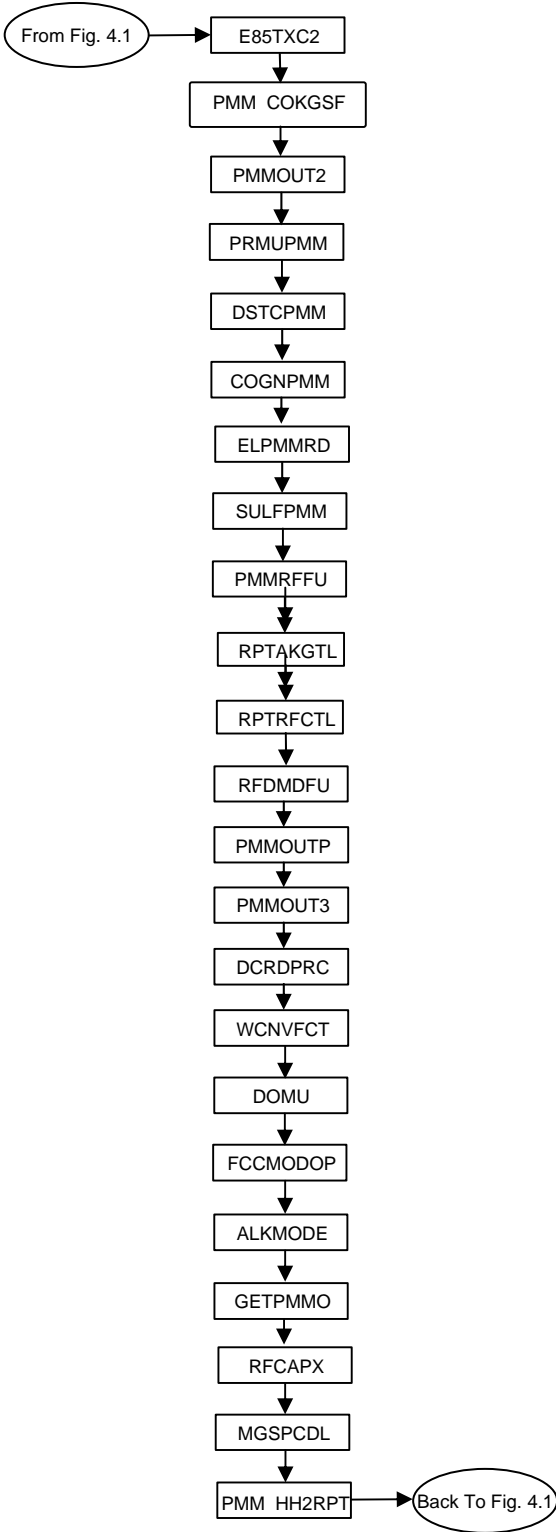 From Fig. 4.1
E85TXC2
PMM COKGSF
PMMOUT2
PRMUPMM
DSTCPMM
COGNPMM
ELPMMRD
SULFPMM
PMMRFFU
RPTAKGTL
RPTRFCTL
RFDMDFU
PMMOUTP
PMMOUT3
DCRDPRC
WCNVFCT
DOMU
FCCMODOP
ALKMODE
GETPMMO
RFCAPX
MGSPCDL
PMM HH2RPT
Back To Fig. 4.1